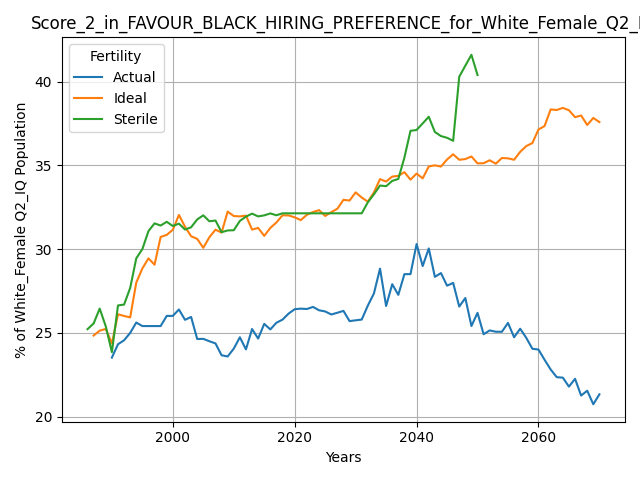 Score_2_in_FAVOUR_BLACK_HIRING_PREFERENCE_for_White_Female_Q2_I
Fertility
Actual
Ideal
Sterile
% of White_Female Q2_IQ Population
40
35
30
25
20
2000
2020
2040
2060
Years